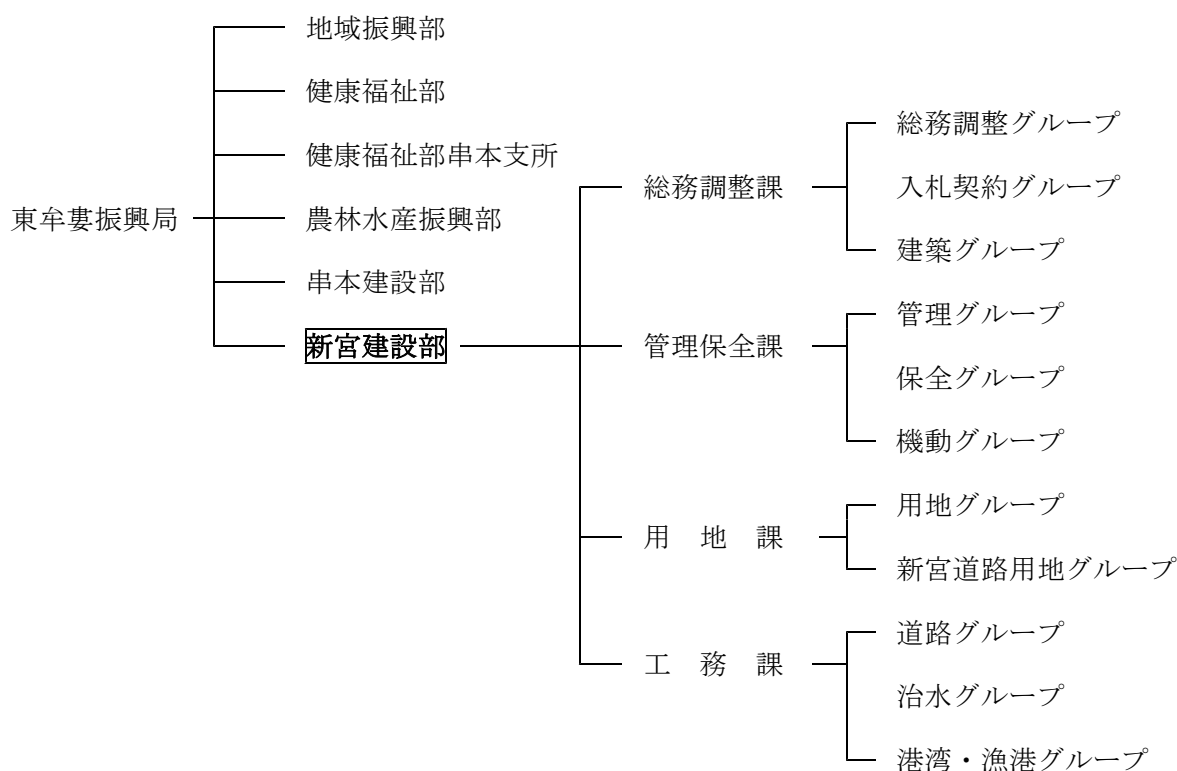 東牟婁振興局
地域振興部
健康福祉部
健康福祉部串本支所
農林水産振興部
串本建設部
新宮建設部
総務調整課
総務調整グループ
入札契約グループ
建築グループ
管理保全課
管理グループ
保全グループ
機動グループ
用　地　課
用地グループ
新宮道路用地グループ
工　務　課
道路グループ
治水グループ
港湾・漁港グループ